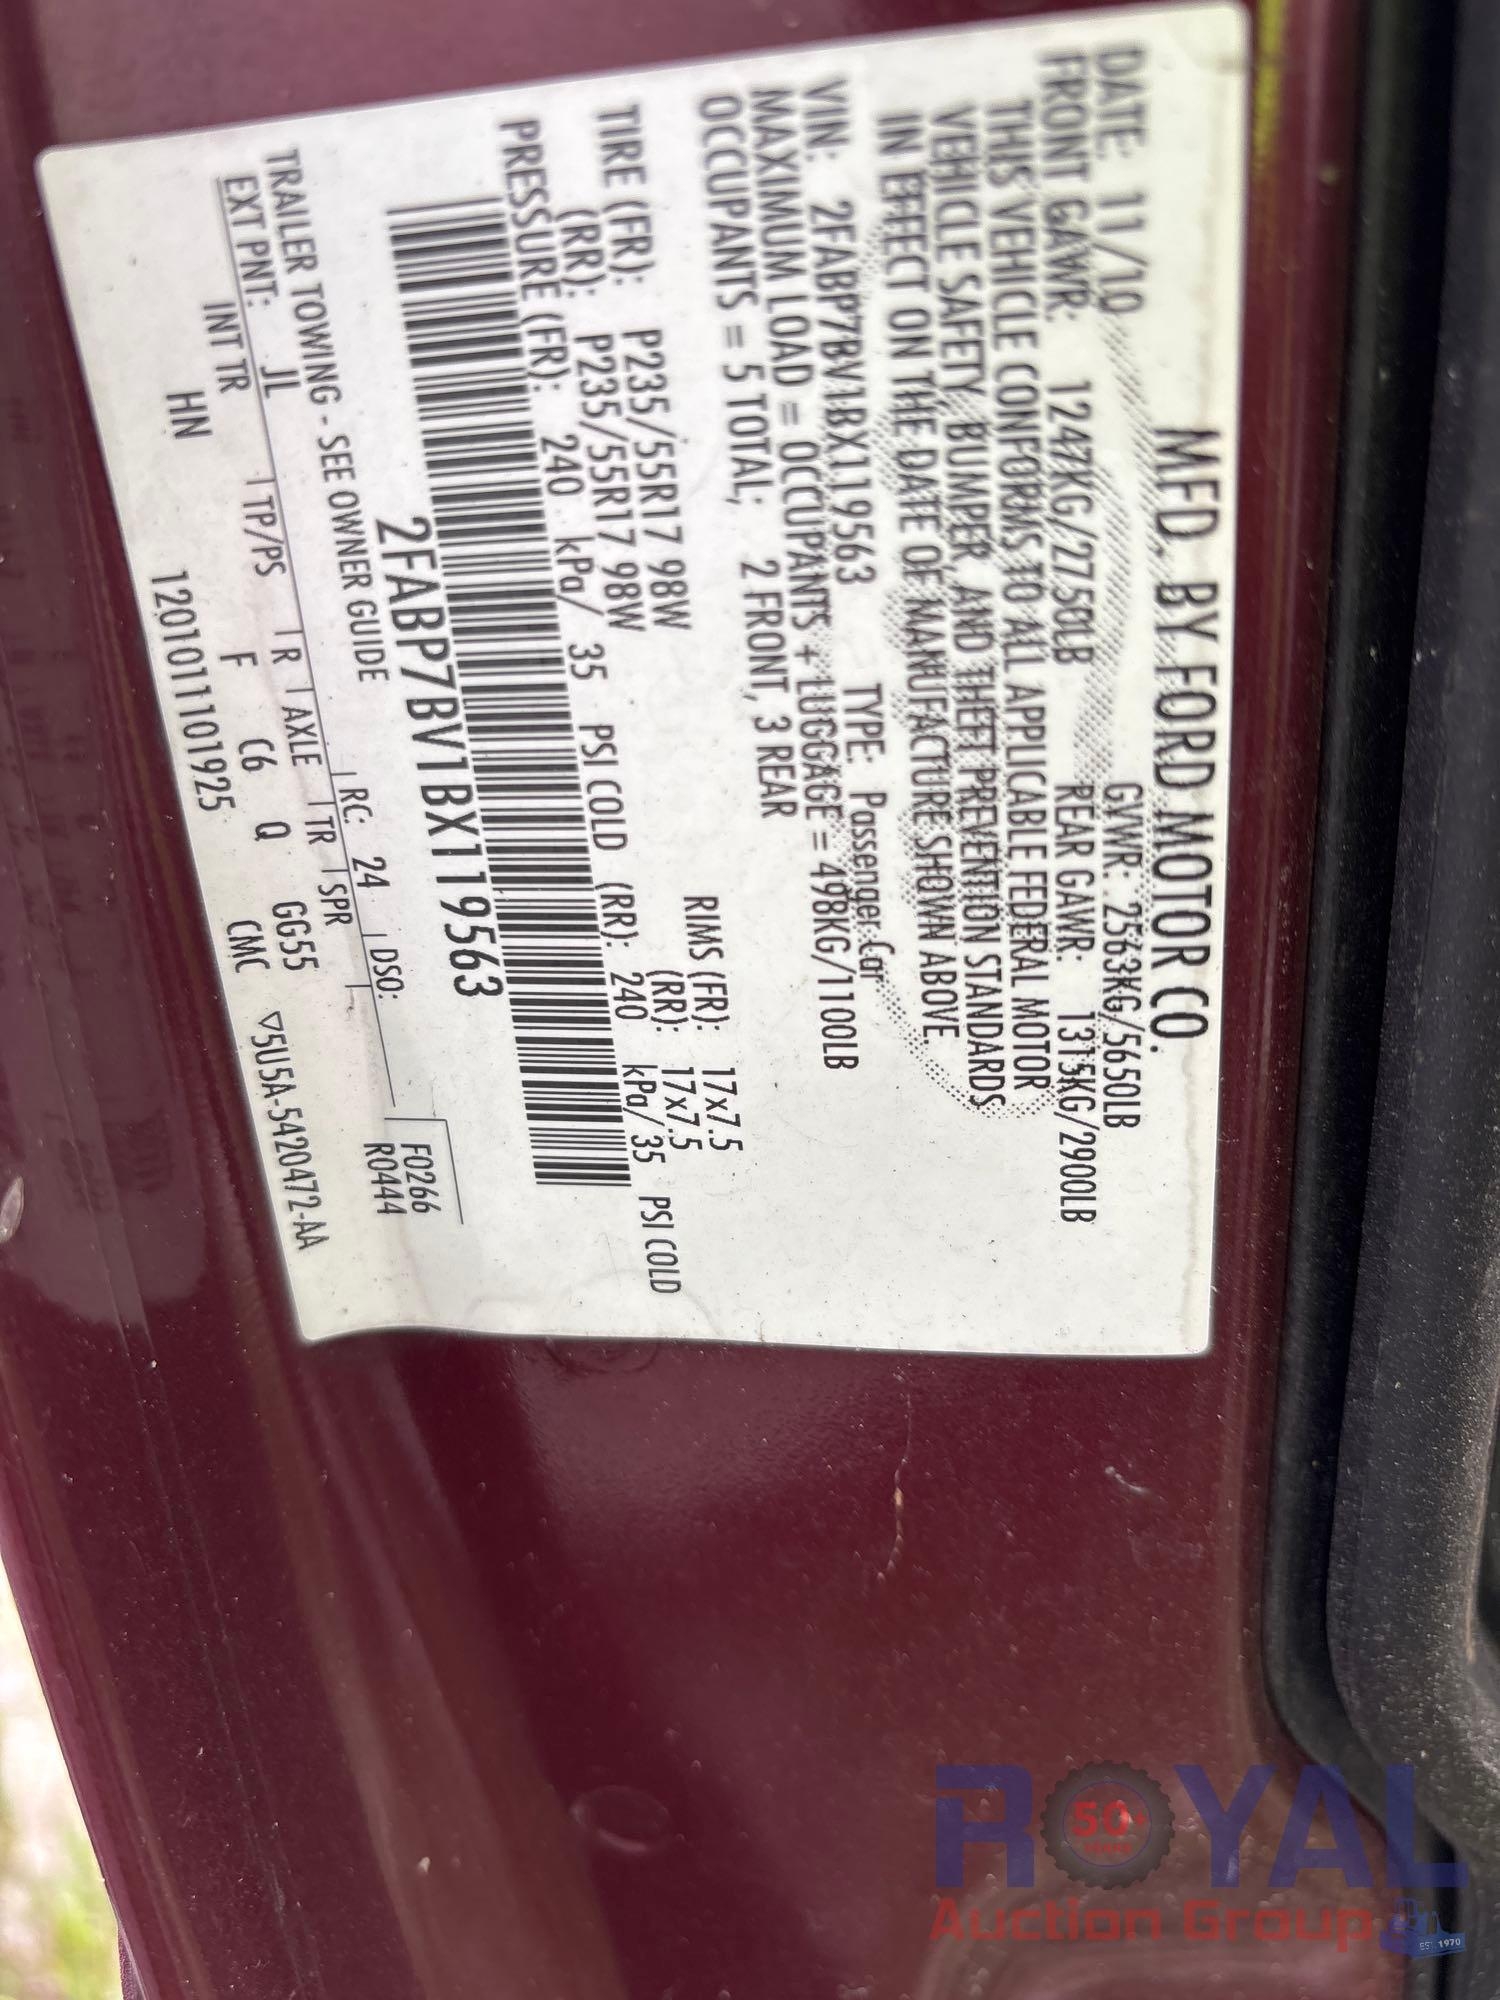 MFD. BY FORD MOTOR CO.
DATE: 11/10 GVWR: 2563KG/5650LB
FRONT GAWR: 1247KG/2750LB REAR GAWR: 1315KG/2900LB
THIS VEHICLE CONFORMS TO ALL APPLICABLE FEDERAL MOTOR
VEHICLE SAFETY, BUMPER, AND THEFT PREVENTION STANDARDS
IN EFFECT ON THE DATE OF MANUFACTURE SHOWN ABOVE.
VIN: 2FABP7BV1BX119563 TYPE: Passenger Car
MAXIMUM LOAD = OCCUPANTS + LUGGAGE = 498KG/1100LB
OCCUPANTS = 5 TOTAL; 2 FRONT, 3 REAR
RIMS (FR): 17x7.5
TIRE (FR): P235/55R17 98W (RR): 17x7.5
(RR): P235/55R17 98W
PRESSURE (FR): 240 kPa/ 35 PSI COLD (RR): 240 kPa/ 35 PSI COLD
2FABP7BV1BX119563
F0266
R0444
TRAILER TOWING - SEE OWNER GUIDE RC: 24 DSO:
EXT PNT: JL
INT TR TP/PS R AXLE TR SPR
HN F C6 Q GG55
1201011101925 CMC ▽5U5A-5420472-AA
ROYAL
50+
YEARS
Auction Group
EST. 1970